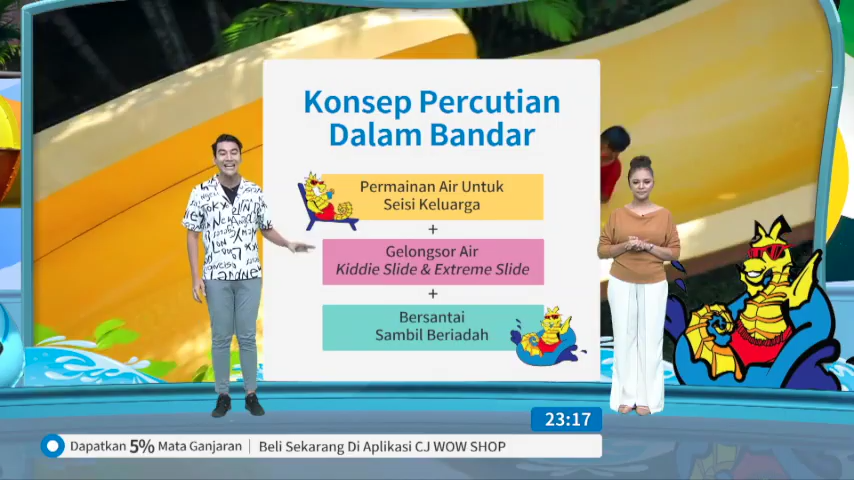 Konsep Percutian
Dalam Bandar
Permainan Air Untuk
Seisi Keluarga
+
Gelongsor Air
Kiddie Slide & Extreme Slide
+
Bersantai
Sambil Beriadah
23:17
Dapatkan 5% Mata Ganjaran | Beli Sekarang Di Aplikasi CJ WOW SHOP